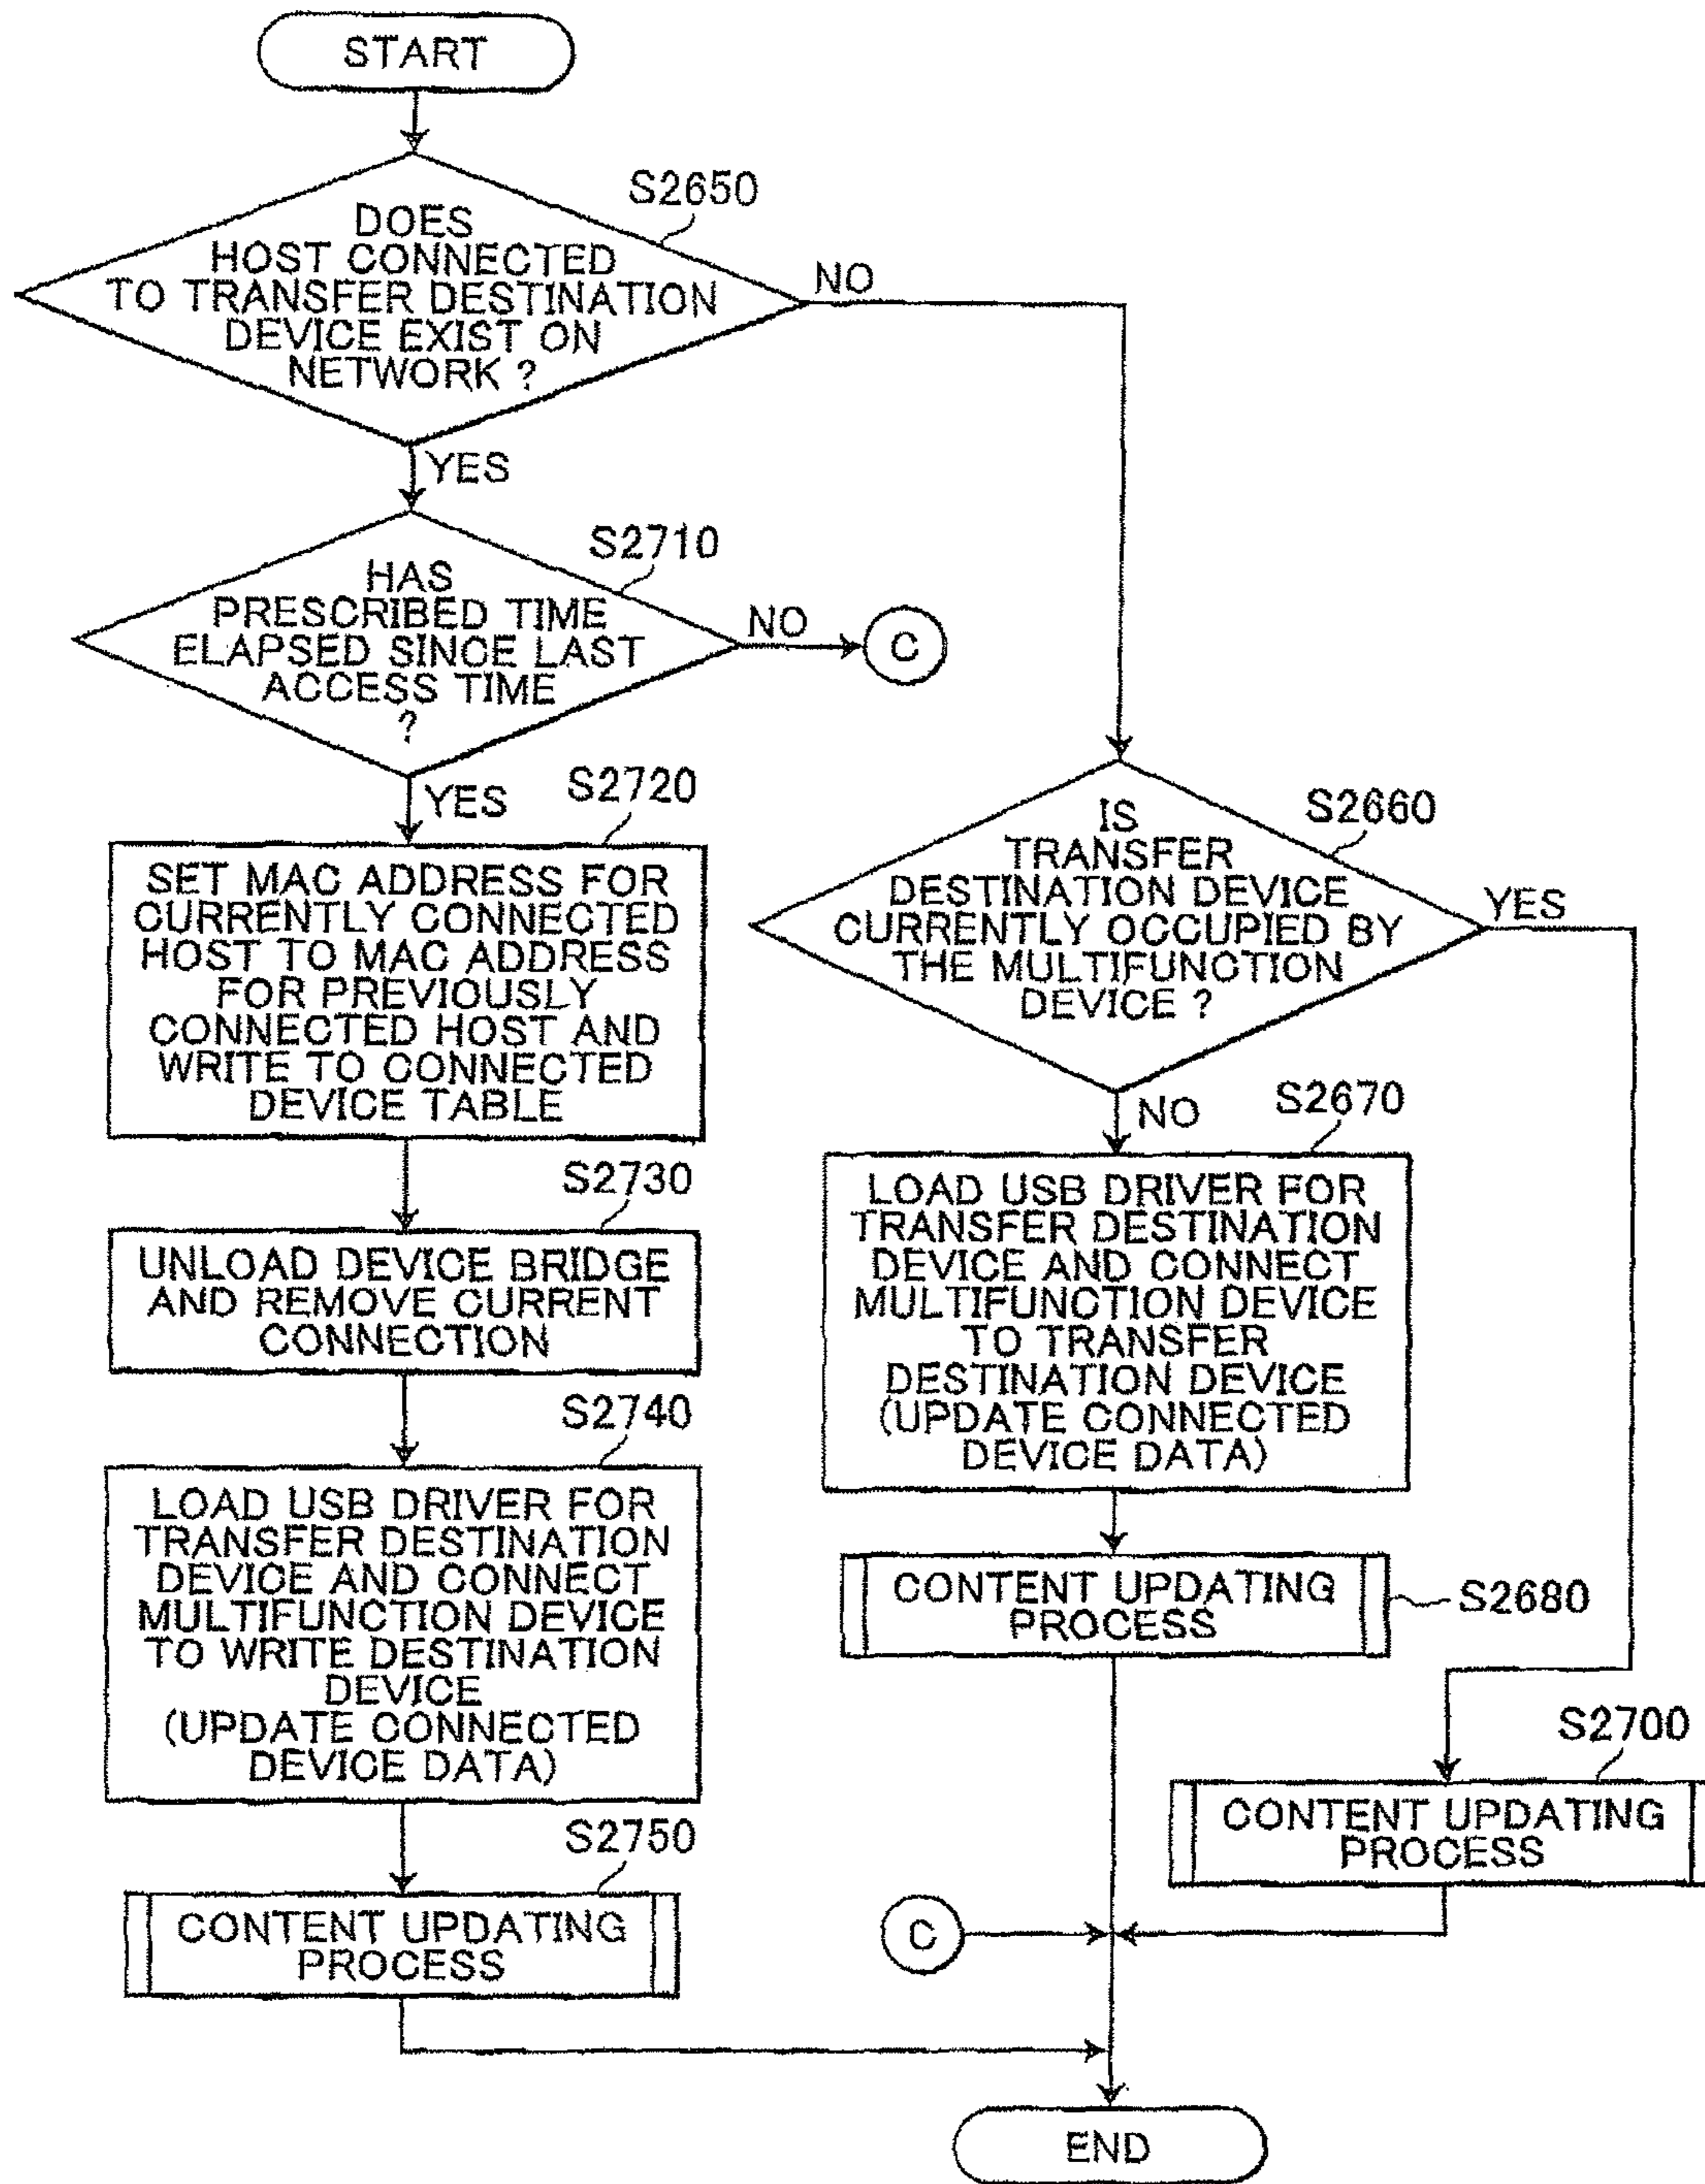 START
S2650
DOES
HOST CONNECTED
TO TRANSFER DESTINATION
DEVICE EXIST ON
NETWORK ?
NO
YES
S2710
HAS
PRESCRIBED TIME
ELAPSED SINCE LAST
ACCESS TIME
?
NO
C
YES
S2720
SET MAC ADDRESS FOR
CURRENTLY CONNECTED
HOST TO MAC ADDRESS
FOR PREVIOUSLY
CONNECTED HOST AND
WRITE TO CONNECTED
DEVICE TABLE
S2730
UNLOAD DEVICE BRIDGE
AND REMOVE CURRENT
CONNECTION
S2740
LOAD USB DRIVER FOR
TRANSFER DESTINATION
DEVICE AND CONNECT
MULTIFUNCTION DEVICE
TO WRITE DESTINATION
DEVICE
(UPDATE CONNECTED
DEVICE DATA)
S2750
CONTENT UPDATING
PROCESS
S2660
IS
TRANSFER
DESTINATION DEVICE
CURRENTLY OCCUPIED BY
THE MULTIFUNCTION
DEVICE ?
YES
NO
S2670
LOAD USB DRIVER FOR
TRANSFER DESTINATION
DEVICE AND CONNECT
MULTIFUNCTION DEVICE
TO TRANSFER
DESTINATION DEVICE
(UPDATE CONNECTED
DEVICE DATA)
CONTENT UPDATING
PROCESS
S2680
S2700
CONTENT UPDATING
PROCESS
C
END